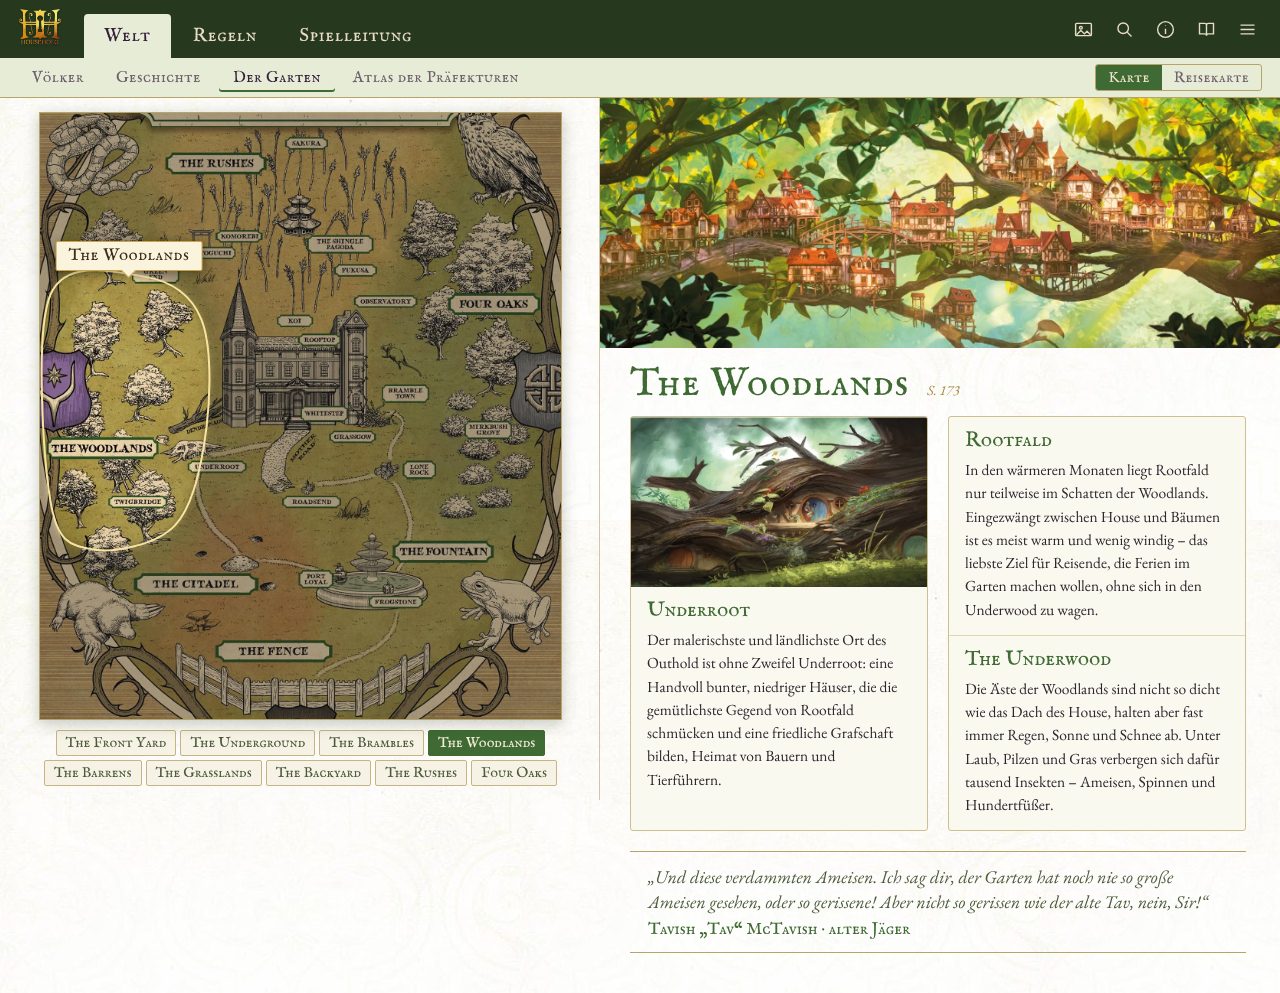 HOUSEHOLD
Welt
Regeln
Spielleitung
Völker
Geschichte
Der Garten
Atlas der Präfekturen
Karte
Reisekarte
SAKURA
THE RUSHES
KOMOREBI
THE SHINGLE
PAGODA
FUKUSA
The Woodlands
OBSERVATORY
FOUR OAKS
KOI
ROOFTOP
BRAMBLE
TOWN
WHITESTEP
MERKBUSH
GROVE
GRASSGOW
THE WOODLANDS
UNDERROOT
LONE
ROCK
TWIGBRIDGE
ROADSEND
THE FOUNTAIN
THE CITADEL
PORT
LOYAL
FROGSTONE
THE FENCE
The Front Yard
The Underground
The Brambles
The Woodlands
The Barrens
The Grasslands
The Backyard
The Rushes
Four Oaks
The Woodlands S. 173
Underroot
Der malerischste und ländlichste Ort des
Outhold ist ohne Zweifel Underroot: eine
Handvoll bunter, niedriger Häuser, die die
gemütlichste Gegend von Rootfald
schmücken und eine friedliche Grafschaft
bilden, Heimat von Bauern und
Tierführern.
Rootfald
In den wärmeren Monaten liegt Rootfald
nur teilweise im Schatten der Woodlands.
Eingezwängt zwischen House und Bäumen
ist es meist warm und wenig windig – das
liebste Ziel für Reisende, die Ferien im
Garten machen wollen, ohne sich in den
Underwood zu wagen.
The Underwood
Die Äste der Woodlands sind nicht so dicht
wie das Dach des House, halten aber fast
immer Regen, Sonne und Schnee ab. Unter
Laub, Pilzen und Gras verbergen sich dafür
tausend Insekten – Ameisen, Spinnen und
Hundertfüßer.
„Und diese verdammten Ameisen. Ich sag dir, der Garten hat noch nie so große
Ameisen gesehen, oder so gerissene! Aber nicht so gerissen wie der alte Tav, nein, Sir!“
Tavish „Tav“ McTavish · alter Jäger